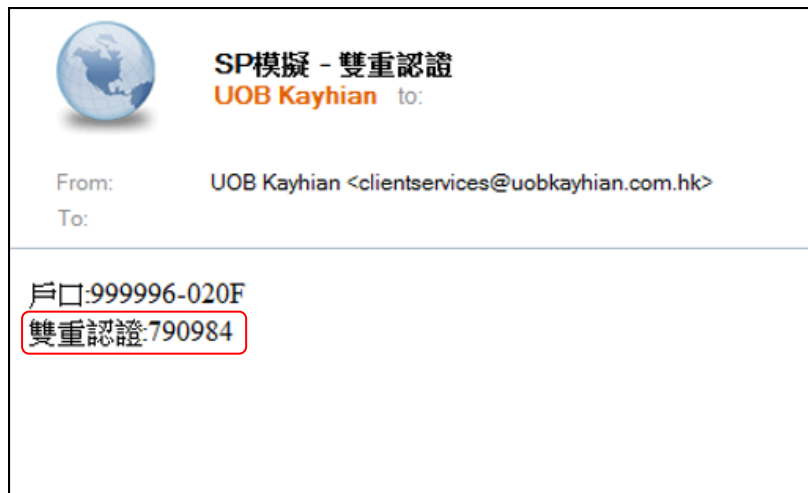 SP模擬 - 雙重認證
UOB Kayhian to:
From: UOB Kayhian <clientservices@uobkayhian.com.hk>
To:
戶口:999996-020F
雙重認證:790984